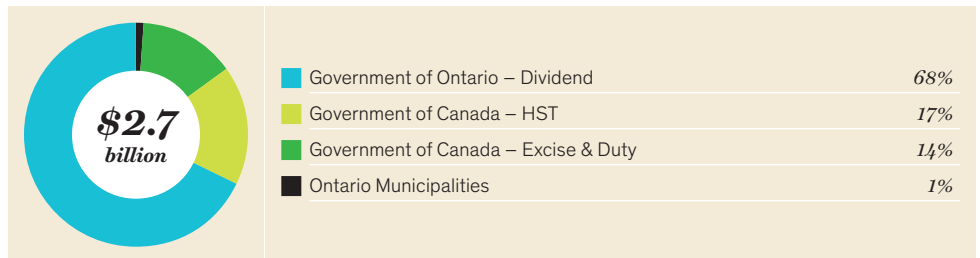 $2.7
billion
Government of Ontario – Dividend 68%
Government of Canada – HST 17%
Government of Canada – Excise & Duty 14%
Ontario Municipalities 1%